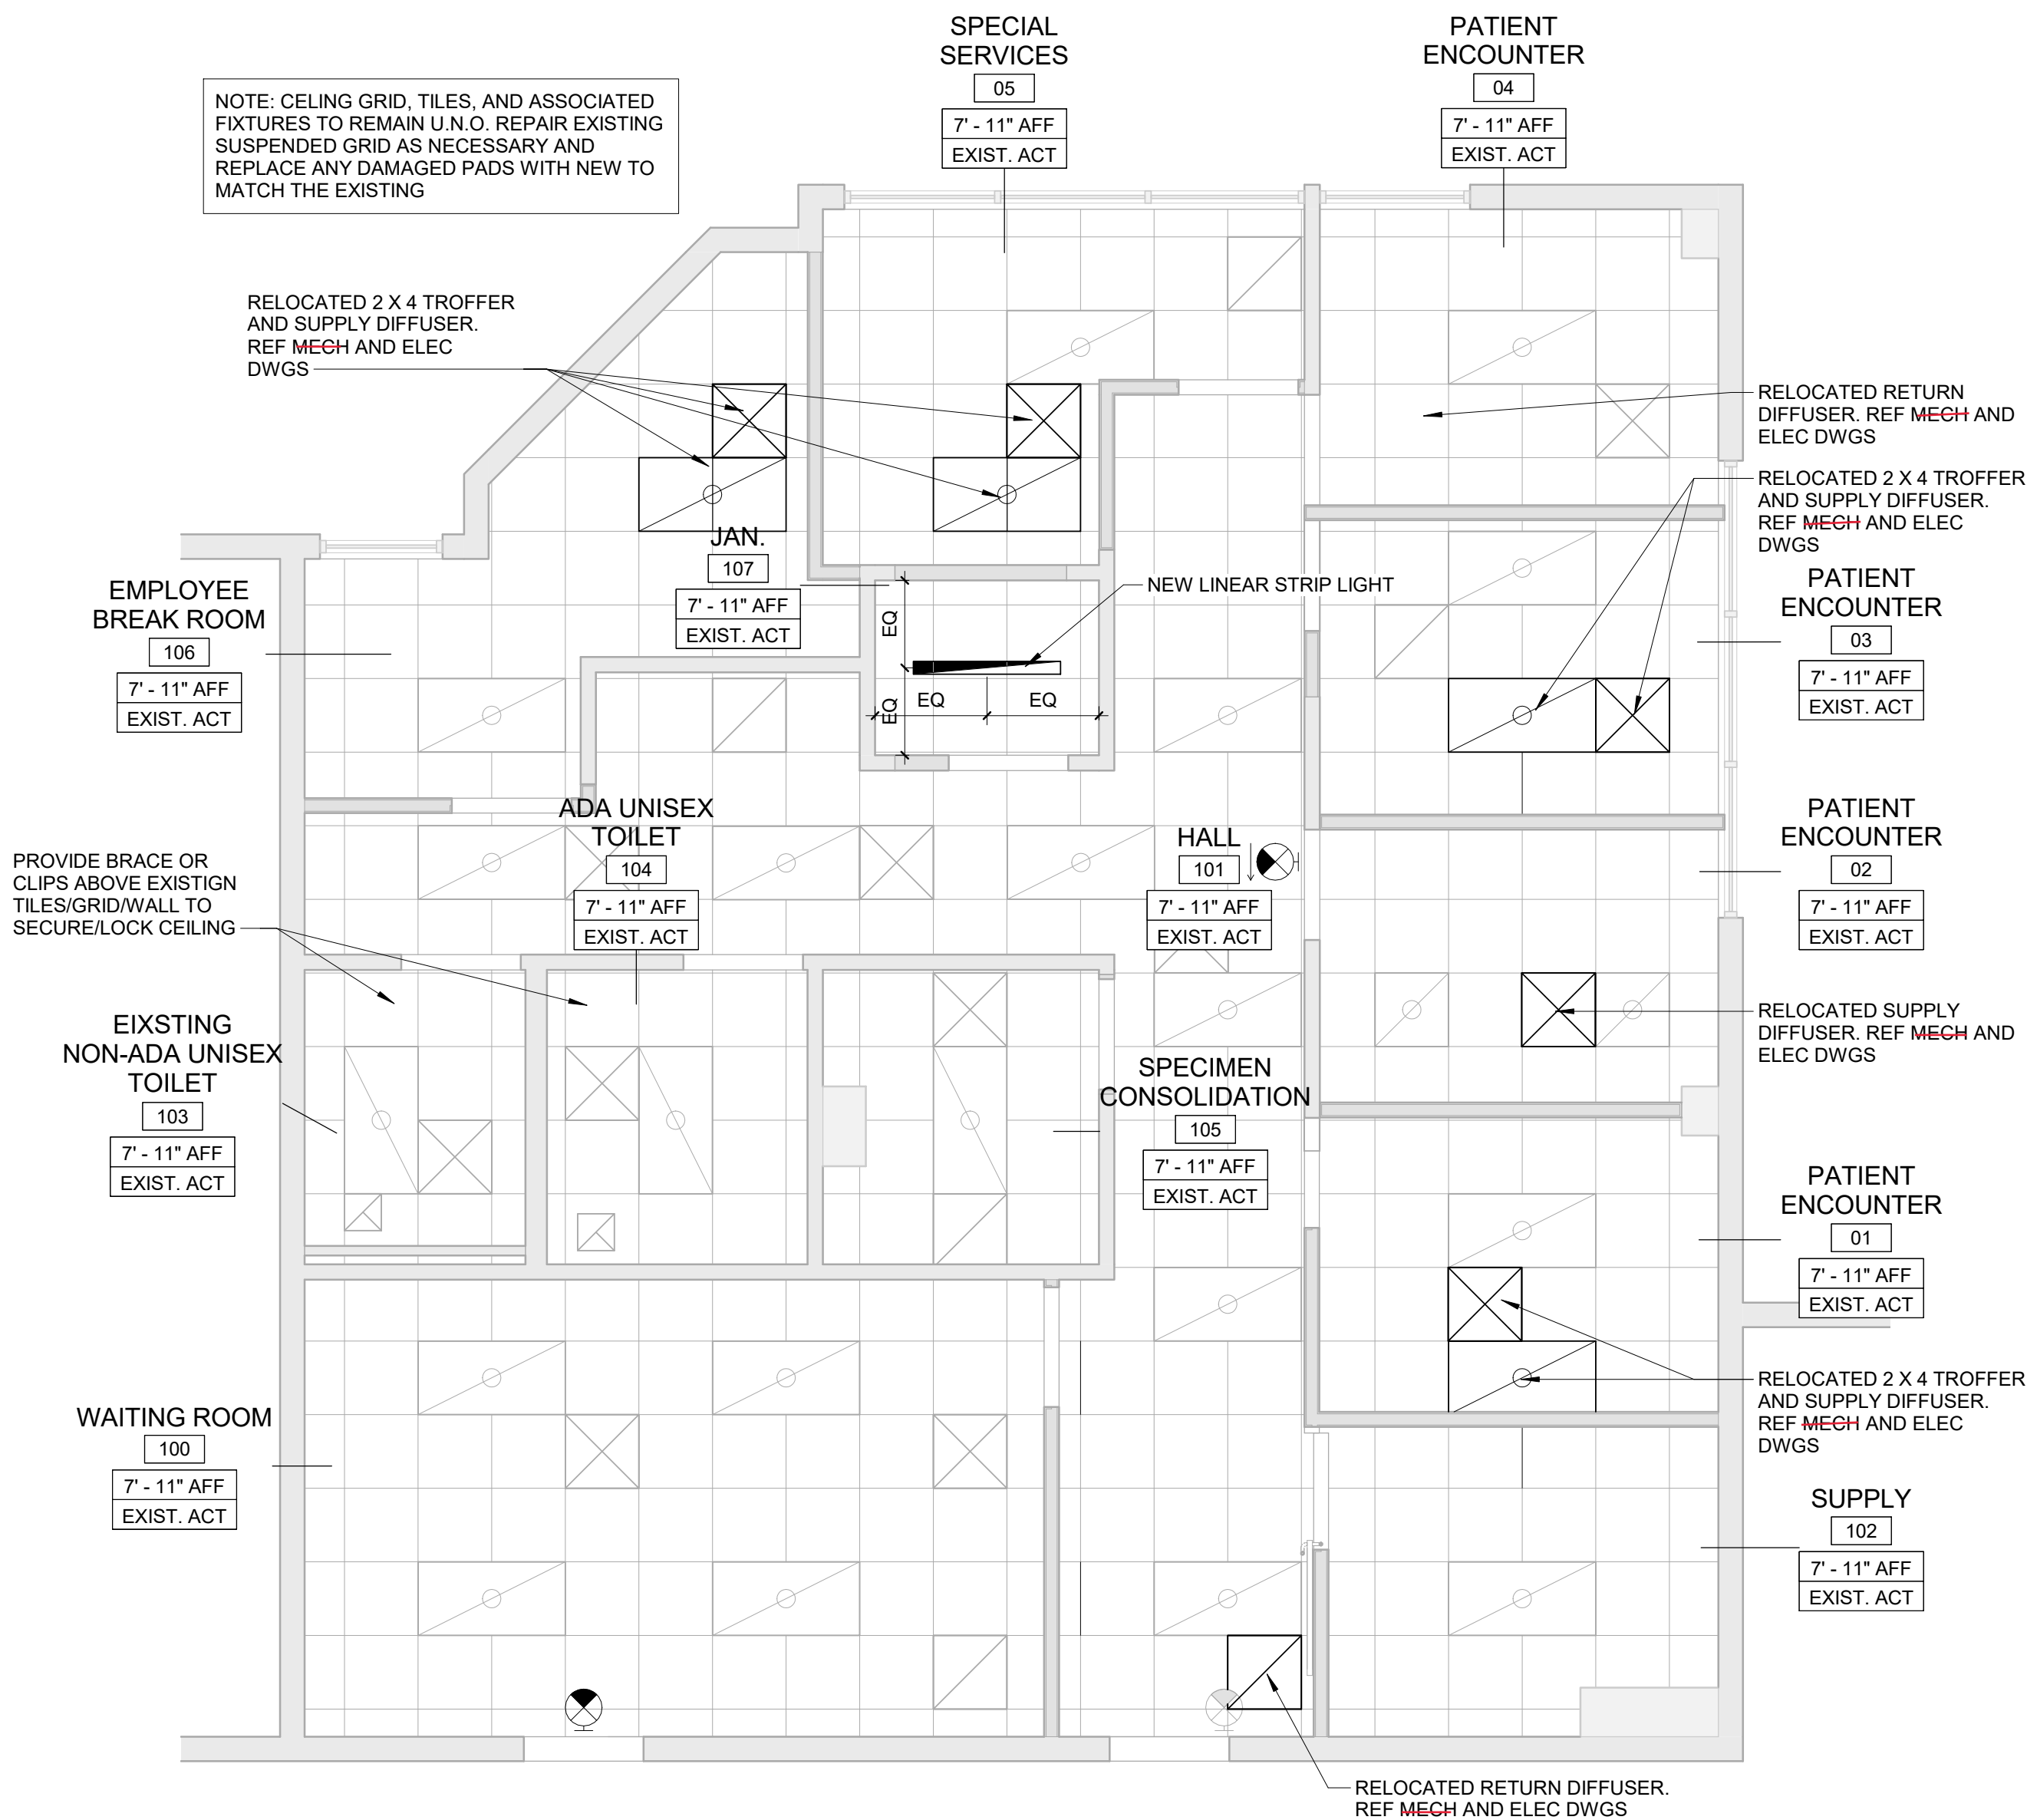 SPECIAL
SERVICES
05
7' - 11" AFF
EXIST. ACT
PATIENT
ENCOUNTER
04
7' - 11" AFF
EXIST. ACT
NOTE: CELING GRID, TILES, AND ASSOCIATED
FIXTURES TO REMAIN U.N.O. REPAIR EXISTING
SUSPENDED GRID AS NECESSARY AND
REPLACE ANY DAMAGED PADS WITH NEW TO
MATCH THE EXISTING
RELOCATED 2 X 4 TROFFER
AND SUPPLY DIFFUSER.
REF MECH AND ELEC
DWGS
RELOCATED RETURN
DIFFUSER. REF MECH AND
ELEC DWGS
RELOCATED 2 X 4 TROFFER
AND SUPPLY DIFFUSER.
REF MECH AND ELEC
DWGS
JAN.
107
7' - 11" AFF
EXIST. ACT
NEW LINEAR STRIP LIGHT
EQ
EQ
EQ
EQ
EMPLOYEE
BREAK ROOM
106
7' - 11" AFF
EXIST. ACT
PATIENT
ENCOUNTER
03
7' - 11" AFF
EXIST. ACT
ADA UNISEX
TOILET
104
7' - 11" AFF
EXIST. ACT
HALL
101
7' - 11" AFF
EXIST. ACT
PATIENT
ENCOUNTER
02
7' - 11" AFF
EXIST. ACT
PROVIDE BRACE OR
CLIPS ABOVE EXISTIGN
TILES/GRID/WALL TO
SECURE/LOCK CEILING
RELOCATED SUPPLY
DIFFUSER. REF MECH AND
ELEC DWGS
EIXSTING
NON-ADA UNISEX
TOILET
103
7' - 11" AFF
EXIST. ACT
SPECIMEN
CONSOLIDATION
105
7' - 11" AFF
EXIST. ACT
PATIENT
ENCOUNTER
01
7' - 11" AFF
EXIST. ACT
RELOCATED 2 X 4 TROFFER
AND SUPPLY DIFFUSER.
REF MECH AND ELEC
DWGS
WAITING ROOM
100
7' - 11" AFF
EXIST. ACT
SUPPLY
102
7' - 11" AFF
EXIST. ACT
RELOCATED RETURN DIFFUSER.
REF MECH AND ELEC DWGS